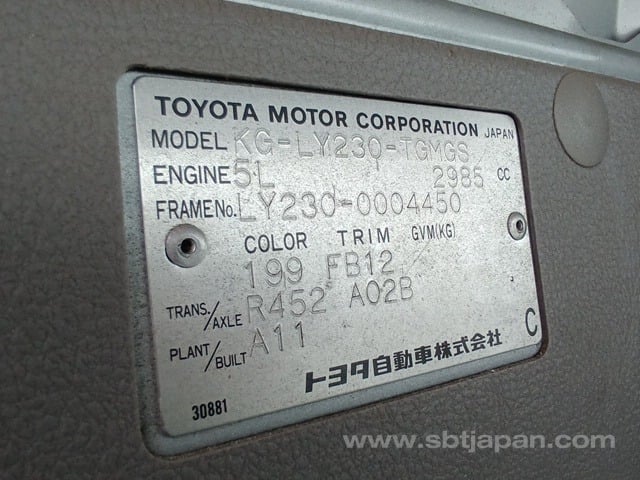 TOYOTA MOTOR CORPORATION JAPAN
MODEL KG-LY230-TGMGS
ENGINE 5L 2985 CC
FRAME No. LY230-0004450
COLOR TRIM GVM(KG)
199 FB12
TRANS./AXLE R452 A02B
PLANT/BUILT A11
C
トヨタ自動車株式会社
30881
www.sbtjapan.com